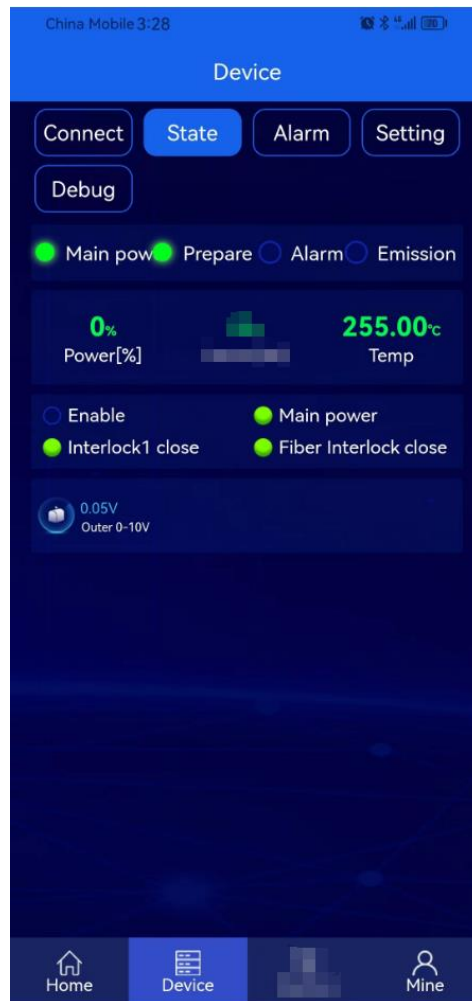 China Mobile 3:28
Device
Connect State Alarm Setting
Debug
Main pow Prepare Alarm Emission
0% 255.00°C
Power[%] Temp
Enable Main power
Interlock1 close Fiber Interlock close
0.05V
Outer 0-10V
Home Device Mine